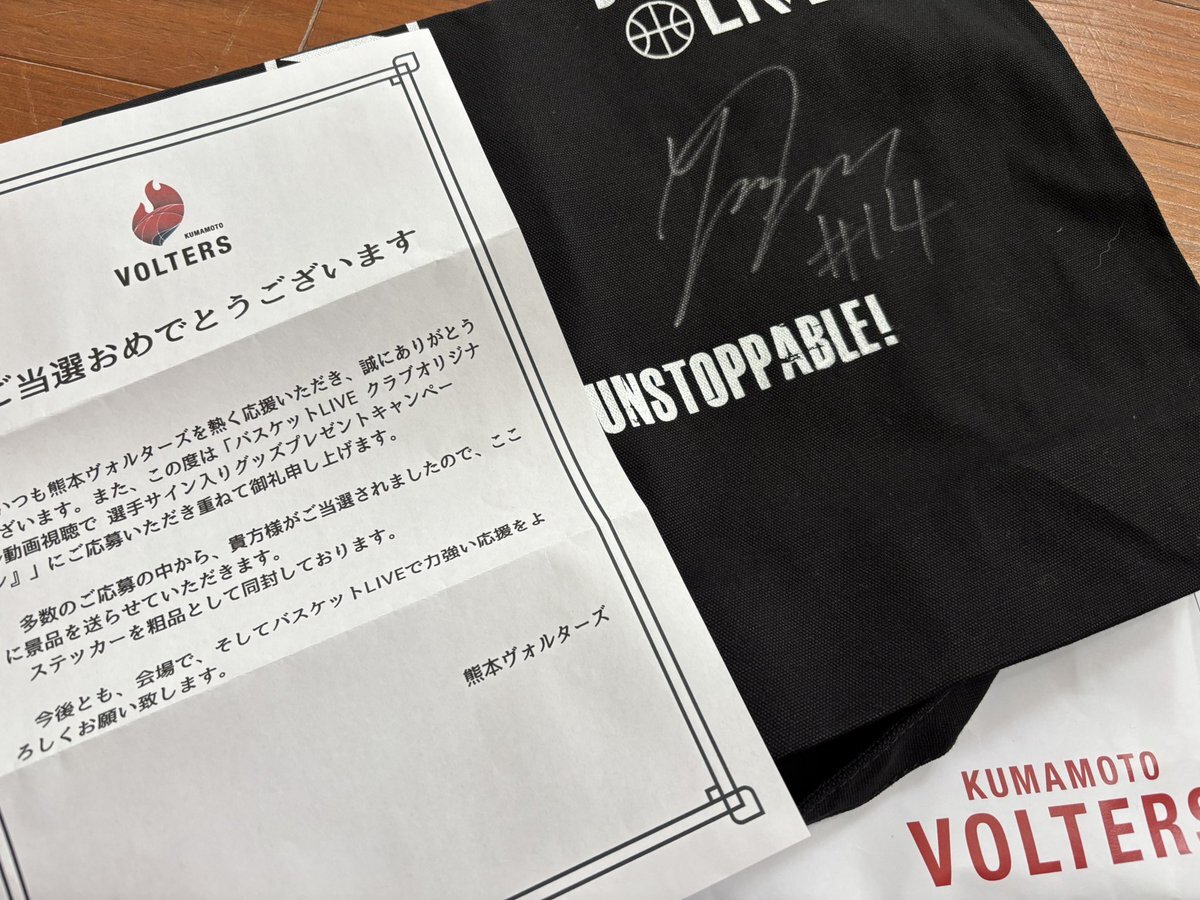 KUMAMOTO
VOLTERS
ご当選おめでとうございます
いつも熊本ヴォルターズを熱く応援いただき、誠にありがとう
ございます。また、この度は「バスケットLIVE クラブオリジナ
ル動画視聴で 選手サイン入りグッズプレゼントキャンペー
ン』」にご応募いただき重ねて御礼申し上げます。
多数のご応募の中から、貴方様がご当選されましたので、ここ
に景品を送らせていただきます。
ステッカーを粗品として同封しております。
今後とも、会場で、そしてバスケットLIVEで力強い応援をよ
ろしくお願い致します。
熊本ヴォルターズ
LIVE
#14
UNSTOPPABLE!
KUMAMOTO
VOLTERS